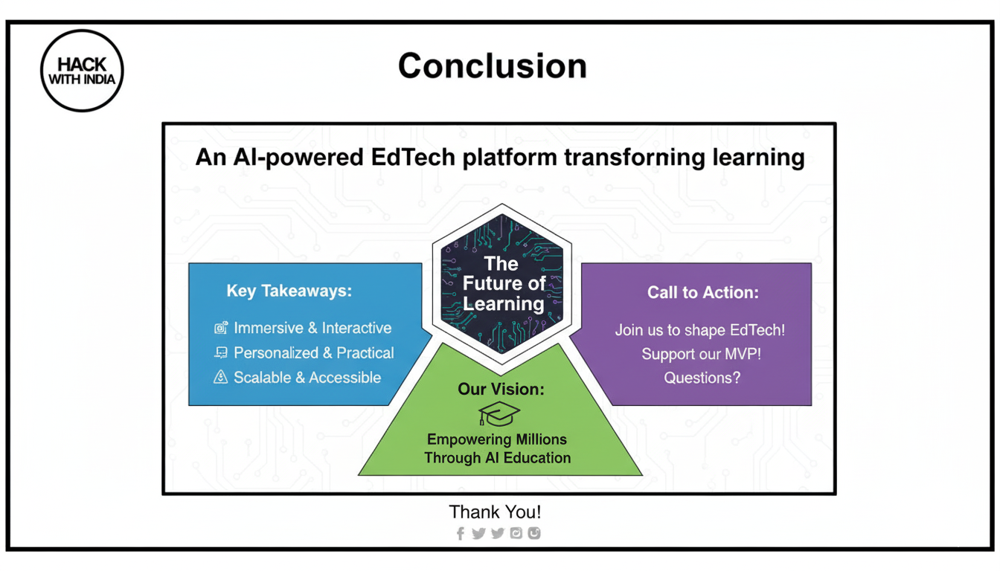 HACK
WITH INDIA
Conclusion
An AI-powered EdTech platform transforming learning
The
Future of
Learning
Key Takeaways:
Immersive & Interactive
Personalized & Practical
Scalable & Accessible
Call to Action:
Join us to shape EdTech!
Support our MVP!
Questions?
Our Vision:
Empowering Millions
Through AI Education
Thank You!